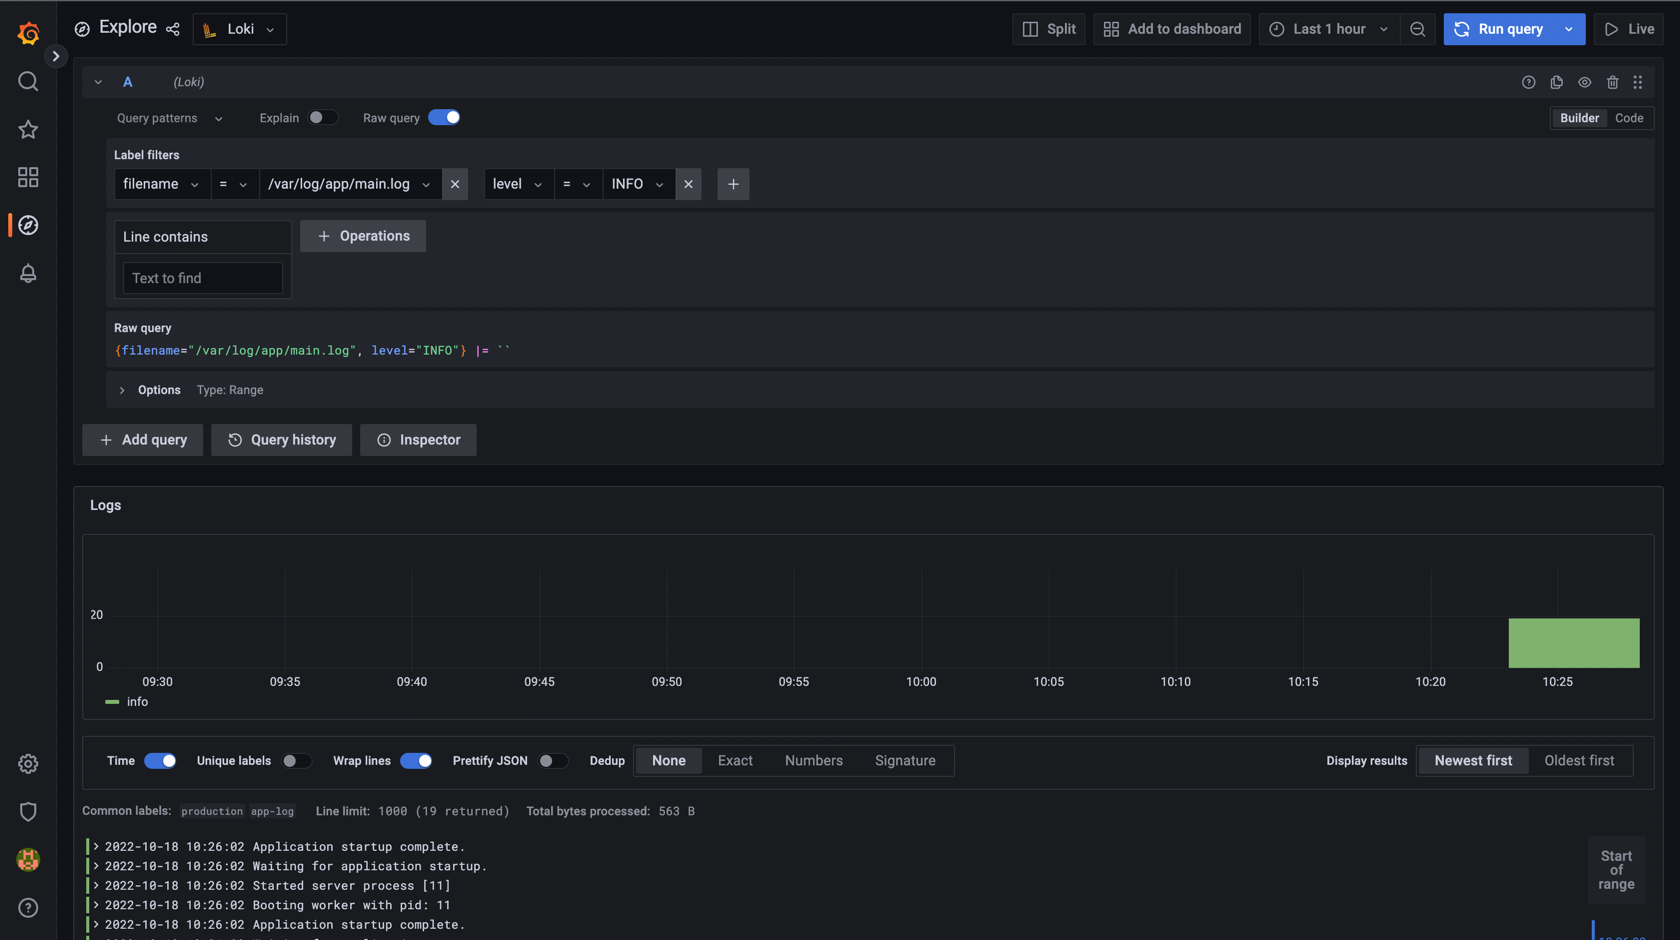 Explore
Loki
Split
Add to dashboard
Last 1 hour
Run query
Live
A (Loki)
Query patterns Explain Raw query
Builder Code
Label filters
filename = /var/log/app/main.log level = INFO
Line contains
Operations
Text to find
Raw query
{filename="/var/log/app/main.log", level="INFO"} |= ``
Options Type: Range
Add query
Query history
Inspector
Logs
20
0
09:30 09:35 09:40 09:45 09:50 09:55 10:00 10:05 10:10 10:15 10:20 10:25
info
Time Unique labels Wrap lines Prettify JSON Dedup None Exact Numbers Signature Display results Newest first Oldest first
Common labels: production app-log Line limit: 1000 (19 returned) Total bytes processed: 563 B
2022-10-18 10:26:02 Application startup complete.
2022-10-18 10:26:02 Waiting for application startup.
2022-10-18 10:26:02 Started server process [11]
2022-10-18 10:26:02 Booting worker with pid: 11
2022-10-18 10:26:02 Application startup complete.
Start
of
range